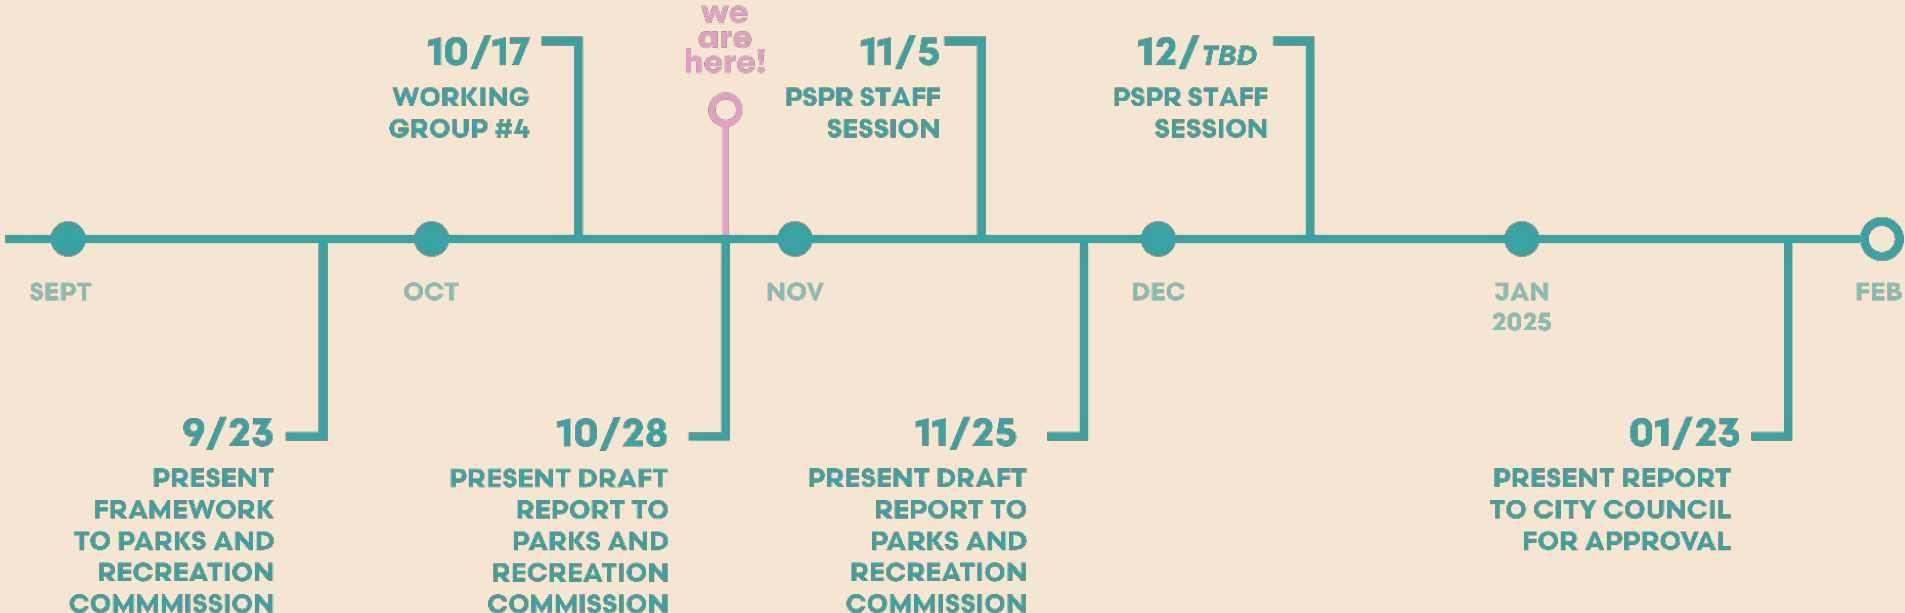 we
are
here!
10/17
WORKING
GROUP #4
11/5
PSPR STAFF
SESSION
12/TBD
PSPR STAFF
SESSION
SEPT
OCT
NOV
DEC
JAN
2025
FEB
9/23
PRESENT
FRAMEWORK
TO PARKS AND
RECREATION
COMMMISSION
10/28
PRESENT DRAFT
REPORT TO
PARKS AND
RECREATION
COMMISSION
11/25
PRESENT DRAFT
REPORT TO
PARKS AND
RECREATION
COMMISSION
01/23
PRESENT REPORT
TO CITY COUNCIL
FOR APPROVAL